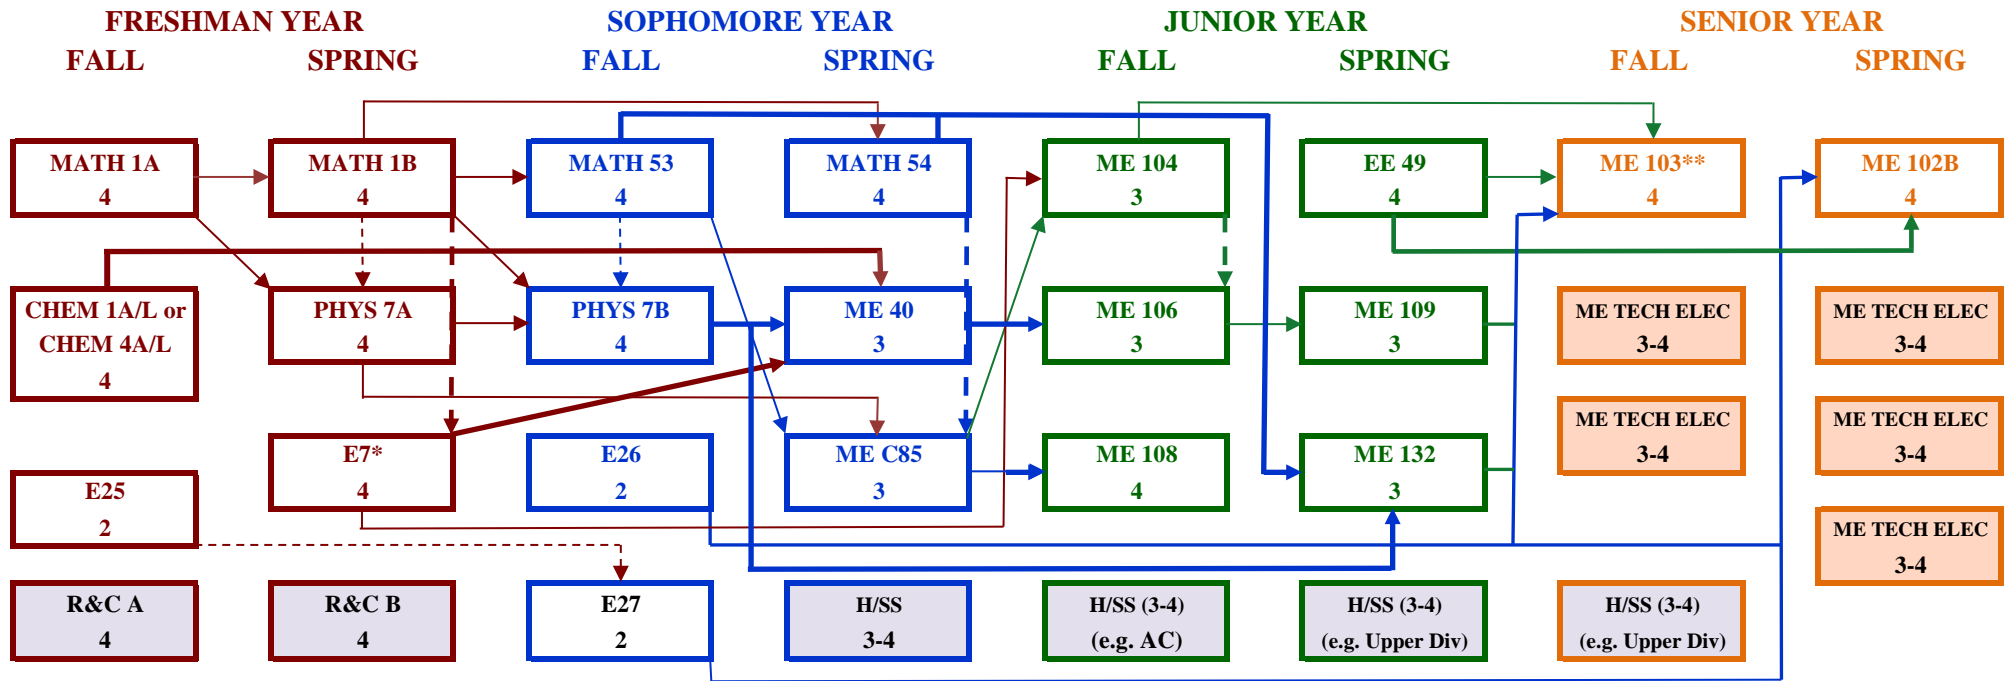 FRESHMAN YEAR
SOPHOMORE YEAR
JUNIOR YEAR
SENIOR YEAR
FALL
SPRING
FALL
SPRING
FALL
SPRING
FALL
SPRING
MATH 1A
4
MATH 1B
4
MATH 53
4
MATH 54
4
ME 104
3
EE 49
4
ME 103**
4
ME 102B
4
CHEM 1A/L or
CHEM 4A/L
4
PHYS 7A
4
PHYS 7B
4
ME 40
3
ME 106
3
ME 109
3
ME TECH ELEC
3-4
ME TECH ELEC
3-4
E25
2
E7*
4
E26
2
ME C85
3
ME 108
4
ME 132
3
ME TECH ELEC
3-4
ME TECH ELEC
3-4
ME TECH ELEC
3-4
R&C A
4
R&C B
4
E27
2
H/SS
3-4
H/SS (3-4)
(e.g. AC)
H/SS (3-4)
(e.g. Upper Div)
H/SS (3-4)
(e.g. Upper Div)